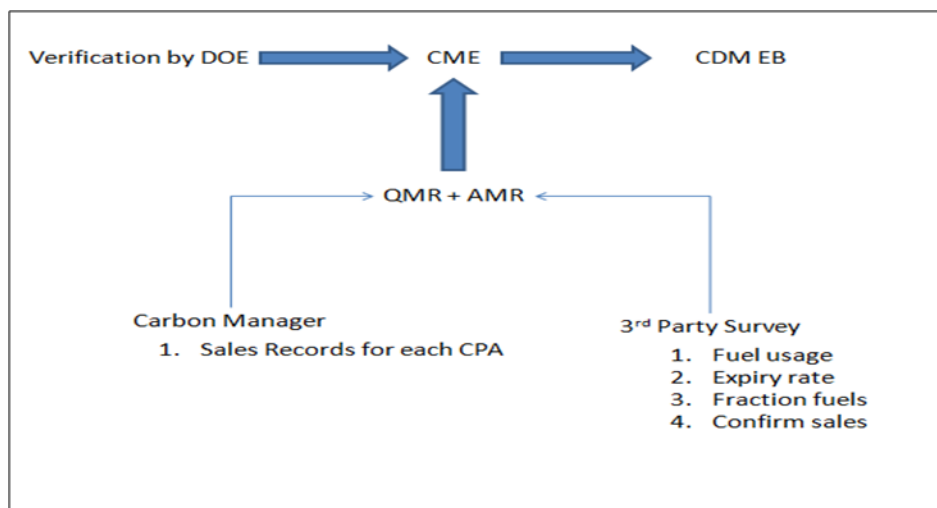 Verification by DOE CME CDM EB
QMR + AMR
Carbon Manager
1. Sales Records for each CPA
3rd Party Survey
1. Fuel usage
2. Expiry rate
3. Fraction fuels
4. Confirm sales